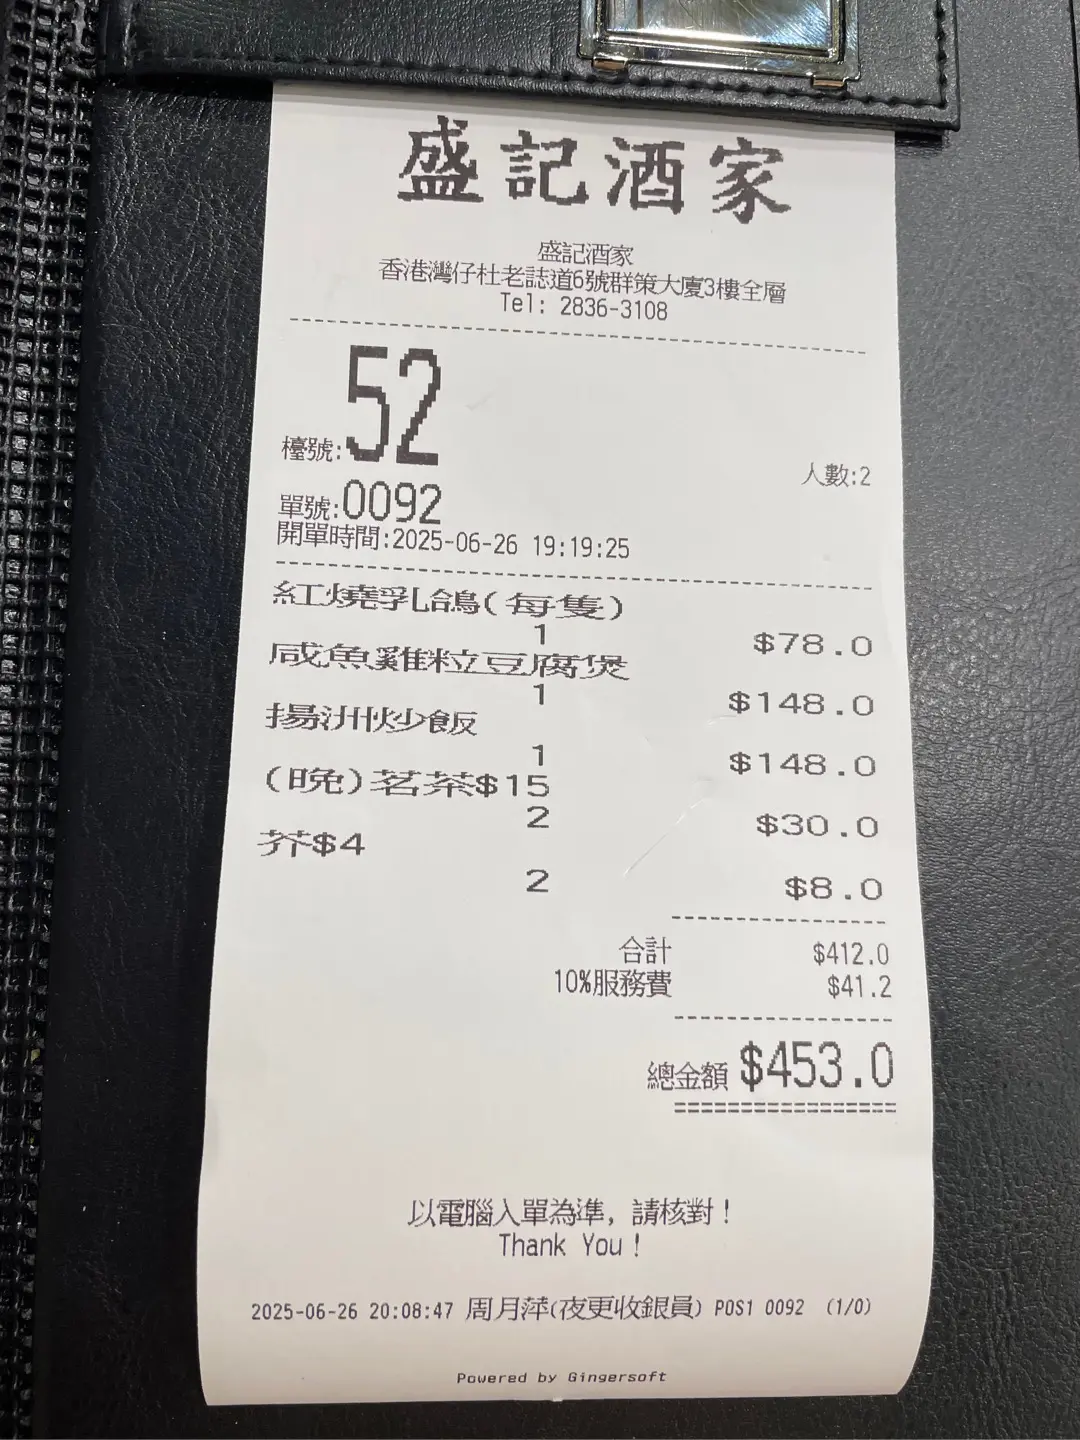 盛記酒家
盛記酒家
香港灣仔杜老誌道6號群策大廈3樓全層
Tel: 2836-3108
檯號:52
人數:2
單號:0092
開單時間:2025-06-26 19:19:25
紅燒乳鴿(每隻)
1 $78.0
咸魚雞粒豆腐煲
1 $148.0
揚洲炒飯
1 $148.0
(晚)茗茶$15
2 $30.0
芥$4
2 $8.0
合計 $412.0
10%服務費 $41.2
總金額 $453.0
================
以電腦入單為準，請核對！
Thank You！
2025-06-26 20:08:47 周月萍(夜更收銀員) POS1 0092 (1/0)
Powered by Gingersoft